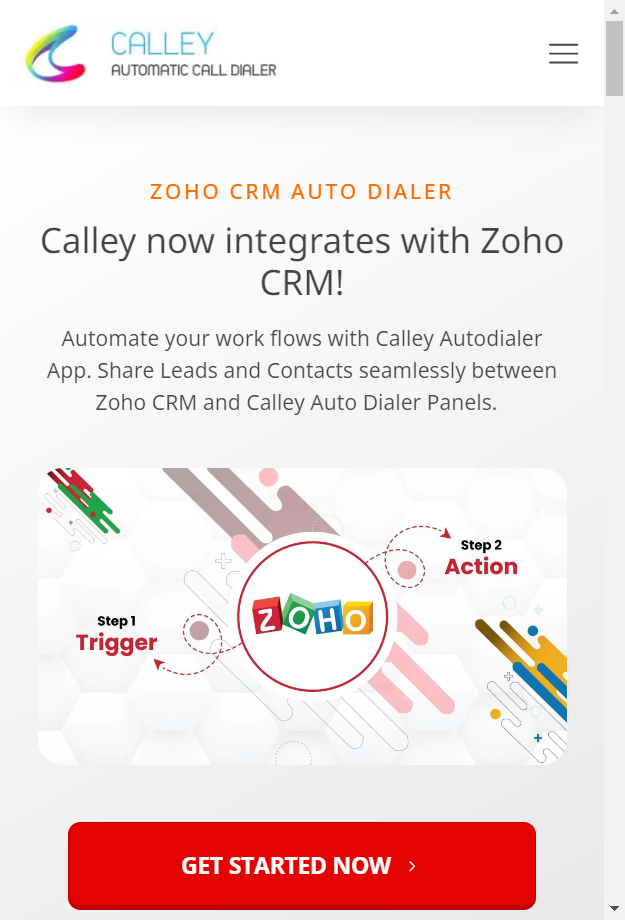 CALLEY
AUTOMATIC CALL DIALER
ZOHO CRM AUTO DIALER
Calley now integrates with Zoho
CRM!
Automate your work flows with Calley Autodialer
App. Share Leads and Contacts seamlessly between
Zoho CRM and Calley Auto Dialer Panels.
Step 2
Action
ZOHO
Step 1
Trigger
GET STARTED NOW